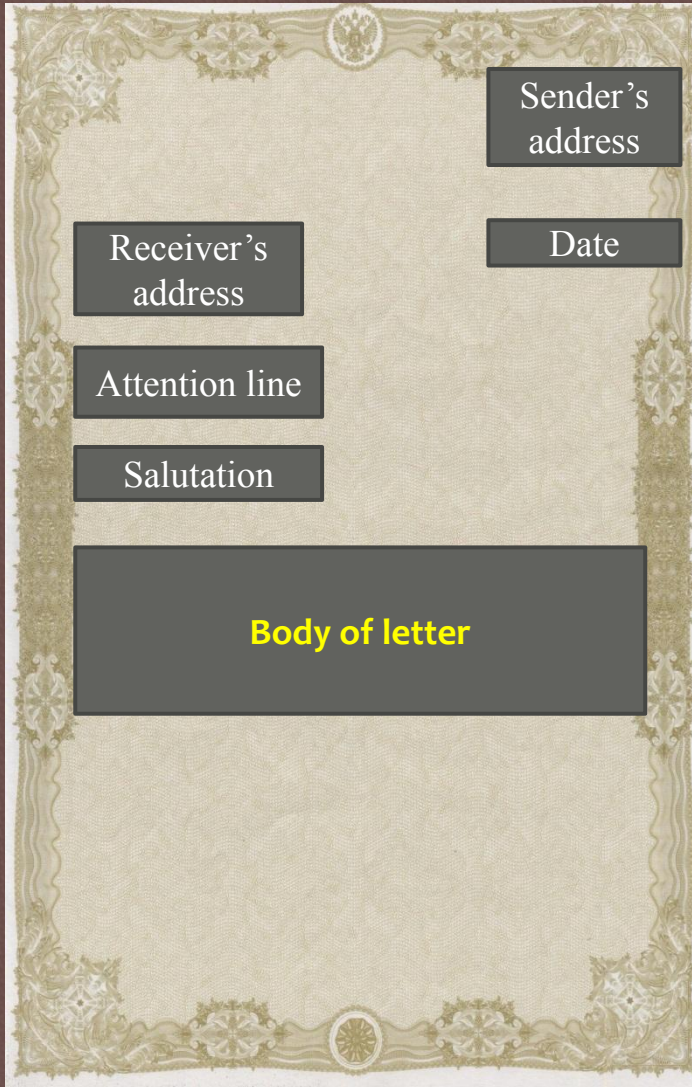 Sender’s
address
Date
Receiver’s
address
Attention line
Salutation
Body of letter